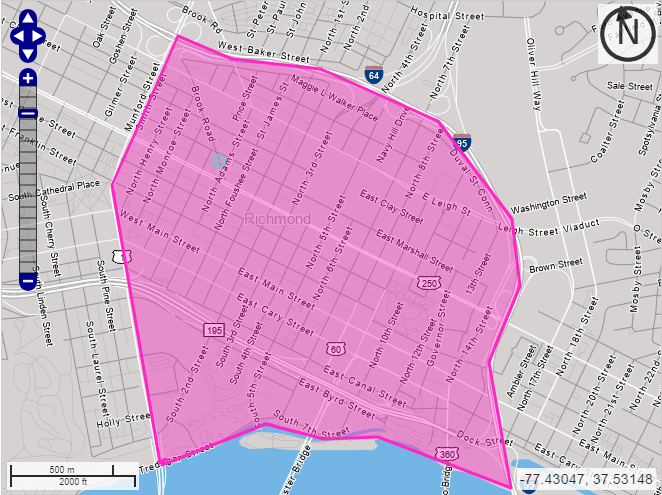 Brook Rd
St-Peter
St-Paul
St-John
North-1st-Street
North-2nd
Hospital Street
Oak Street
Goshen Street
West Baker Street
North-4th-Street
North-7th-Street
64
N
Gilmer-Street
Munford Street
Smith-Street
Brook Road
Price Street
St-James-St
Maggie L Walker Place
Navy Hill Drive
Oliver Hill Way
Sale Street
Coalter-Street
Franklin Street
North-Henry-Street
North-Monroe-Street
North-Adams-Street
North-Foushee-Street
North-3rd-Street
North-8th-Street
95
Duval-St-Conn
South Cathedral Place
E Leigh St
Washington Street
East Clay Street
Leigh Street Viaduct
Richmond
West Main Street
South Cherry Street
North-5th-Street
North-6th-Street
East Marshall Street
Brown Street
Mosby Street
1
250
13th Street
South Linden Street
South Pine Street
East Main Street
East Cary Street
195
South-3rd-Street
South-4th-Street
60
North-10th-Street
North-12th-Street
Governor-Street
North-14th-Street
North-18th-Street
South-Laurel-Street
South-2nd-Street
East Canal Street
East Byrd Street
Ambler Street
North-17th-Street
North-20th-Street
North-21st-Street
North-22nd
Holly-Street
South 7th-Street
Dock Street
Tredegar Street
360
500 m
2000 ft
-77.43047, 37.53148